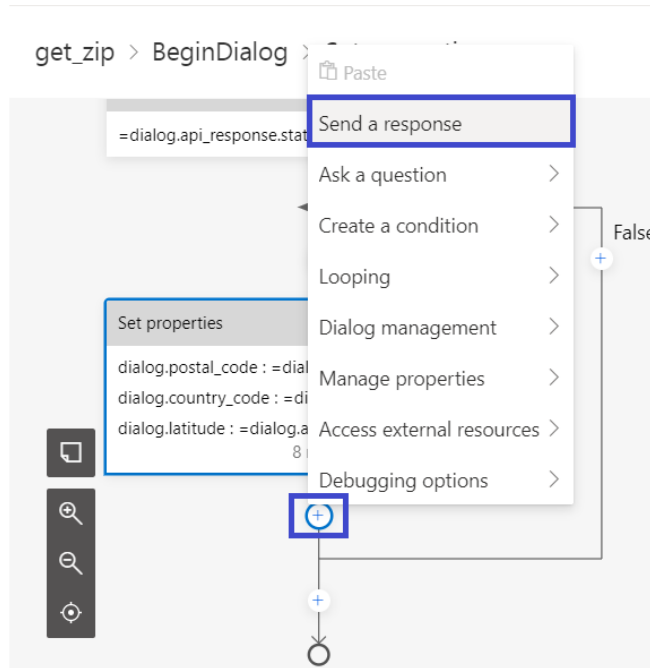 get_zip > BeginDialog >
Paste
Send a response
=dialog.api_response.stat
Ask a question
Create a condition
False
Looping
Set properties
Dialog management
dialog.postal_code : =dial
Manage properties
dialog.country_code : =di
dialog.latitude : =dialog.a
Access external resources
8
Debugging options